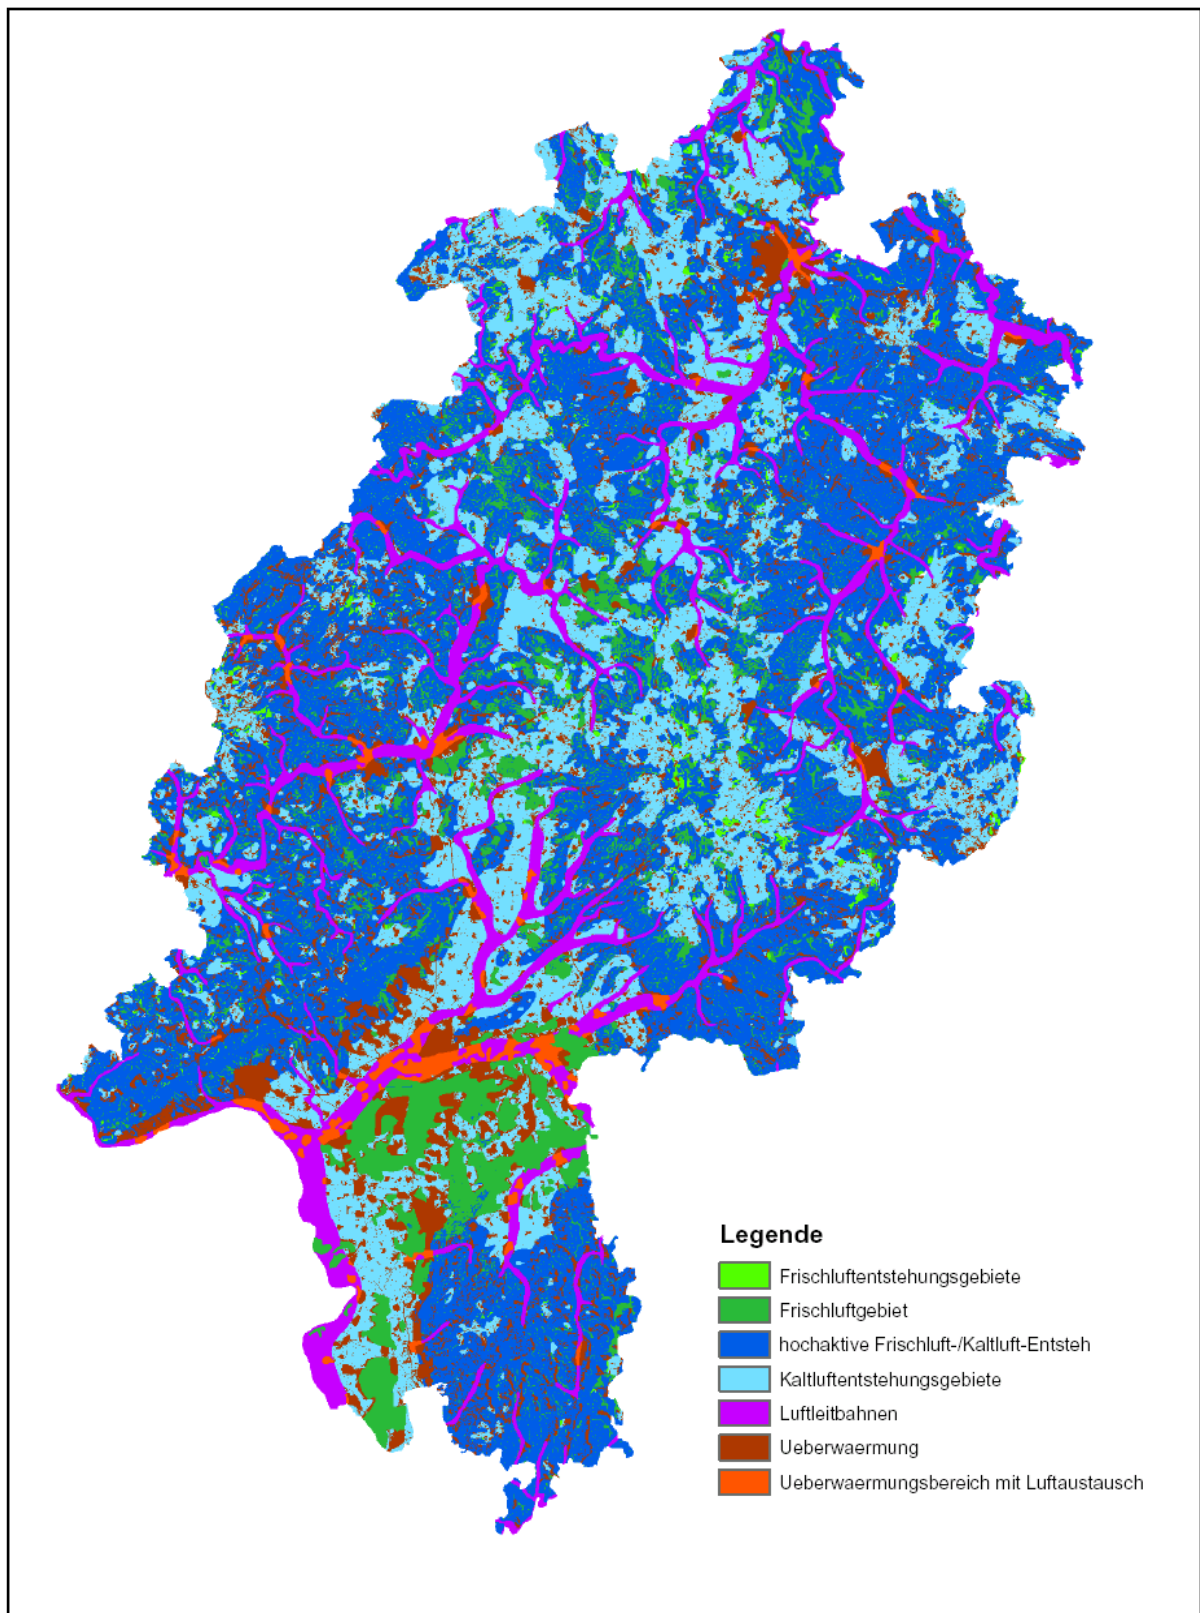 Legende
Frischluftentstehungsgebiete
Frischluftgebiet
hochaktive Frischluft-/Kaltluft-Entsteh
Kaltluftentstehungsgebiete
Luftleitbahnen
Ueberwaermung
Ueberwaermungsbereich mit Luftaustausch